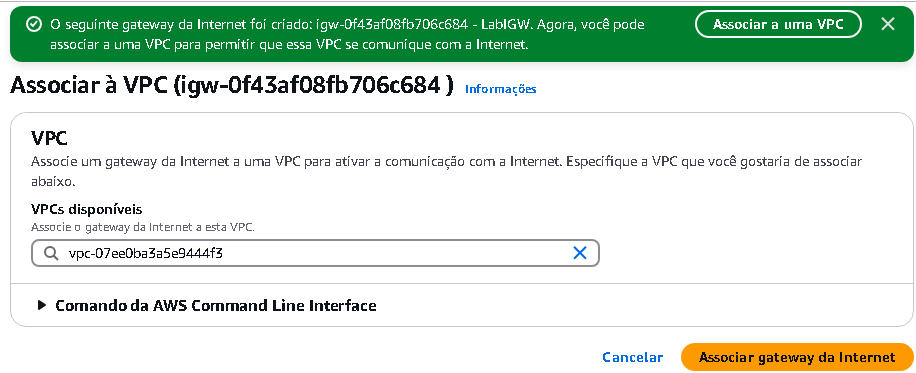 O seguinte gateway da Internet foi criado: igw-0f43af08fb706c684 - LabIGW. Agora, você pode
associar a uma VPC para permitir que essa VPC se comunique com a Internet.
Associar a uma VPC
Associar à VPC (igw-0f43af08fb706c684 )
Informações
VPC
Associe um gateway da Internet a uma VPC para ativar a comunicação com a Internet. Especifique a VPC que você gostaria de associar
abaixo.
VPCs disponíveis
Associe o gateway da Internet a esta VPC.
vpc-07ee0ba3a5e9444f3
Comando da AWS Command Line Interface
Cancelar
Associar gateway da Internet